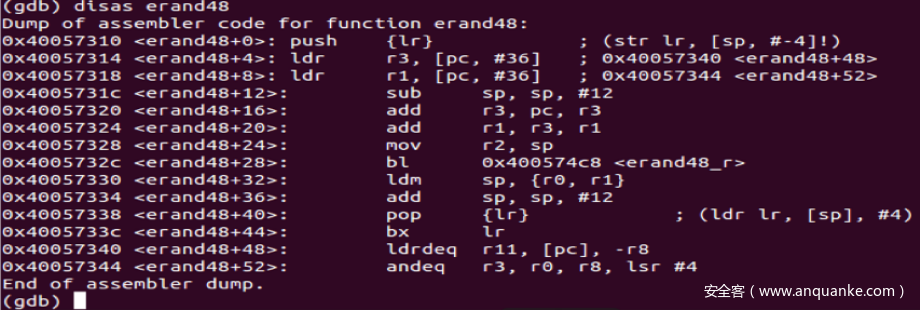 (gdb) disas erand48
Dump of assembler code for function erand48:
0x40057310 <erand48+0>: push    {lr}            ; (str lr, [sp, #-4]!)
0x40057314 <erand48+4>: ldr     r3, [pc, #36]   ; 0x40057340 <erand48+48>
0x40057318 <erand48+8>: ldr     r1, [pc, #36]   ; 0x40057344 <erand48+52>
0x4005731c <erand48+12>:        sub     sp, sp, #12
0x40057320 <erand48+16>:        add     r3, pc, r3
0x40057324 <erand48+20>:        add     r1, r3, r1
0x40057328 <erand48+24>:        mov     r2, sp
0x4005732c <erand48+28>:        bl      0x400574c8 <erand48_r>
0x40057330 <erand48+32>:        ldm     sp, {r0, r1}
0x40057334 <erand48+36>:        add     sp, sp, #12
0x40057338 <erand48+40>:        pop     {lr}            ; (ldr lr, [sp], #4)
0x4005733c <erand48+44>:        bx      lr
0x40057340 <erand48+48>:        ldrdeq  r11, [pc], -r8
0x40057344 <erand48+52>:        andeq   r3, r0, r8, lsr #4
End of assembler dump.
(gdb)
安全客（www.anquanke.com）